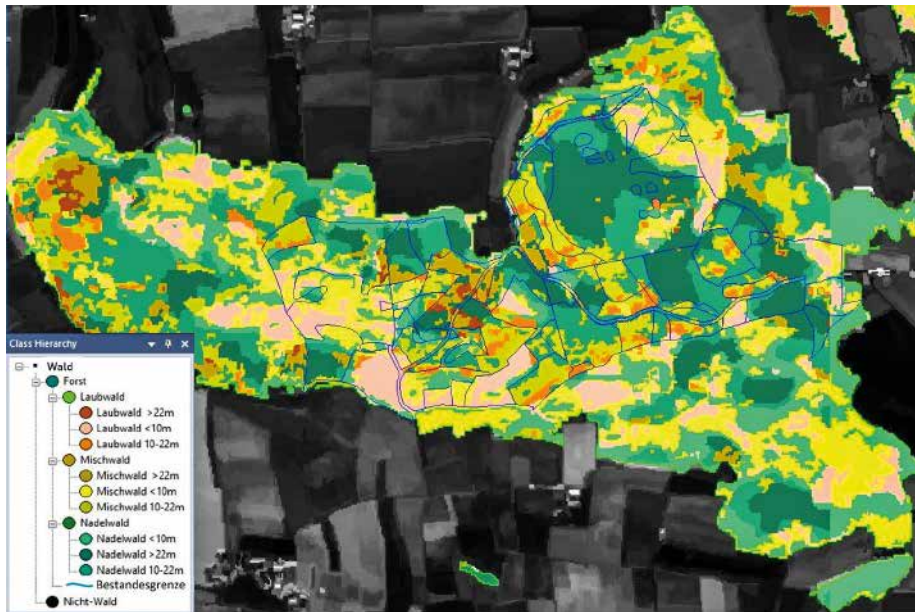 Class Hierarchy
Wald
Forst
Laubwald
Laubwald >22m
Laubwald <10m
Laubwald 10-22m
Mischwald
Mischwald >22m
Mischwald <10m
Mischwald 10-22m
Nadelwald
Nadelwald <10m
Nadelwald >22m
Nadelwald 10-22m
Bestandesgrenze
Nicht-Wald